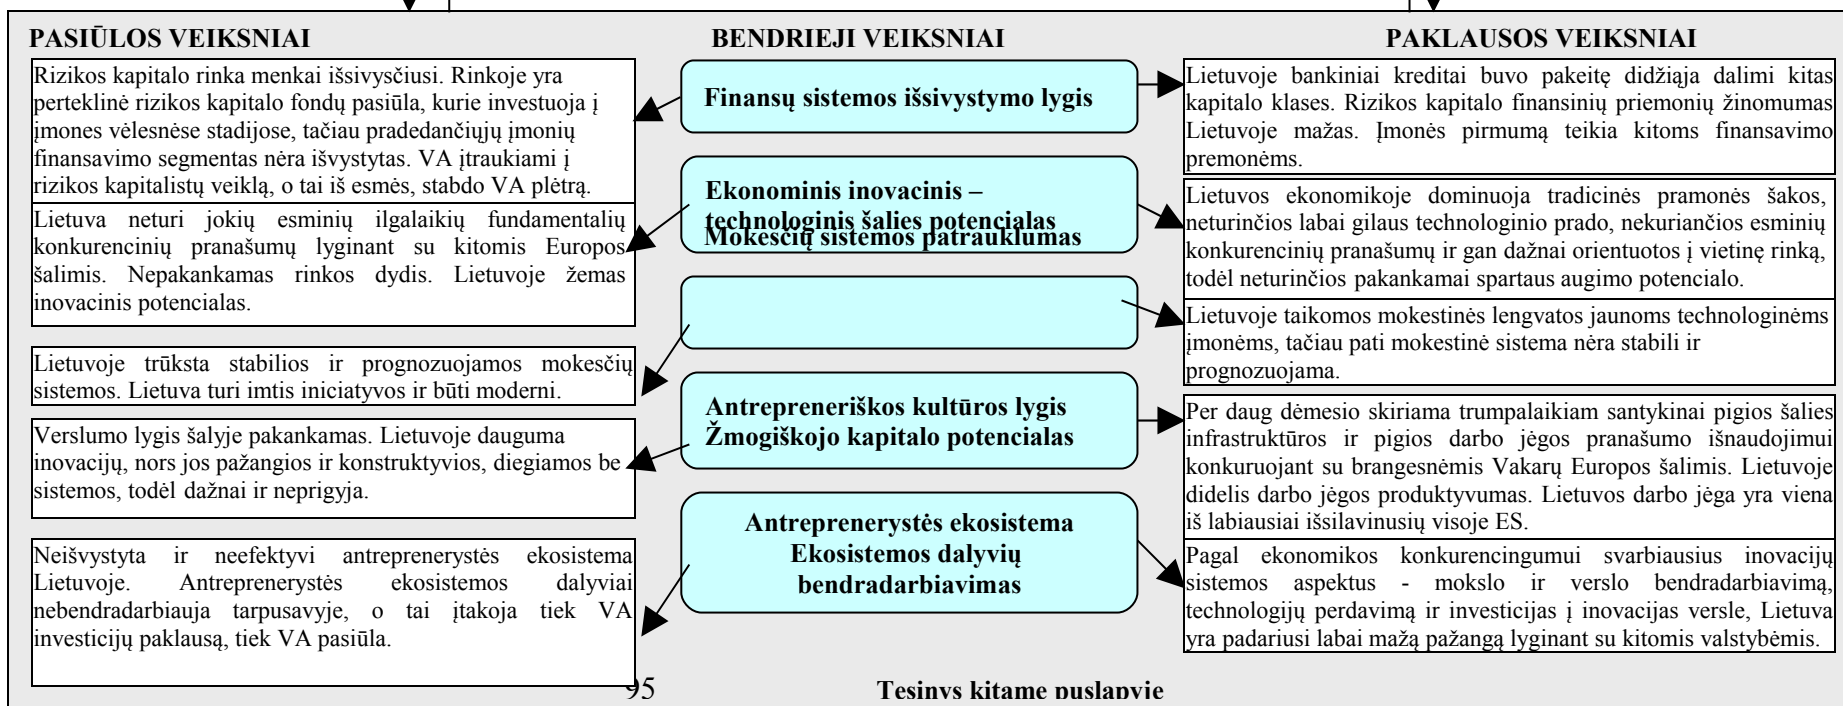 PASIŪLOS VEIKSNIAI
BENDRIEJI VEIKSNIAI
PAKLAUSOS VEIKSNIAI
Rizikos kapitalo rinka menkai išsivysčiusi. Rinkoje yra
perteklinė rizikos kapitalo fondų pasiūla, kurie investuoja į
įmones vėlesnėse stadijose, tačiau pradedančiųjų įmonių
finansavimo segmentas nėra išvystytas. VA įtraukiami į
rizikos kapitalistų veiklą, o tai iš esmės, stabdo VA plėtrą.
Lietuva neturi jokių esminių ilgalaikių fundamentalių
konkurencinių pranašumų lyginant su kitomis Europos
šalimis. Nepakankamas rinkos dydis. Lietuvoje žemas
inovacinis potencialas.
Lietuvoje trūksta stabilios ir prognozuojamos mokesčių
sistemos. Lietuva turi imtis iniciatyvos ir būti moderni.
Verslumo lygis šalyje pakankamas. Lietuvoje dauguma
inovacijų, nors jos pažangios ir konstruktyvios, diegiamos be
sistemos, todėl dažnai ir neprigyja.
Neišvystyta ir neefektyvi antreprenerystės ekosistema
Lietuvoje. Antreprenerystės ekosistemos dalyviai
nebendradarbiauja tarpusavyje, o tai įtakoja tiek VA
investicijų paklausą, tiek VA pasiūla.
Finansų sistemos išsivystymo lygis
Ekonominis inovacinis –
technologinis šalies potencialas
Mokesčių sistemos patrauklumas
Antrepreneriškos kultūros lygis
Žmogiškojo kapitalo potencialas
Antreprenerystės ekosistema
Ekosistemos dalyvių
bendradarbiavimas
Lietuvoje bankiniai kreditai buvo pakeitę didžiąja dalimi kitas
kapitalo klases. Rizikos kapitalo finansinių priemonių žinomumas
Lietuvoje mažas. Įmonės pirmumą teikia kitoms finansavimo
premonėms.
Lietuvos ekonomikoje dominuoja tradicinės pramonės šakos,
neturinčios labai gilaus technologinio prado, nekuriančios esminių
konkurencinių pranašumų ir gan dažnai orientuotos į vietinę rinką,
todėl neturinčios pakankamai spartaus augimo potencialo.
Lietuvoje taikomos mokestinės lengvatos jaunoms technologinėms
įmonėms, tačiau pati mokestinė sistema nėra stabili ir
prognozuojama.
Per daug dėmesio skiriama trumpalaikiam santykinai pigios šalies
infrastruktūros ir pigios darbo jėgos pranašumo išnaudojimui
konkuruojant su brangesnėmis Vakarų Europos šalimis. Lietuvoje
didelis darbo jėgos produktyvumas. Lietuvos darbo jėga yra viena
iš labiausiai išsilavinusių visoje ES.
Pagal ekonomikos konkurencingumui svarbiausius inovacijų
sistemos aspektus - mokslo ir verslo bendradarbiavimą,
technologijų perdavimą ir investicijas į inovacijas versle, Lietuva
yra padariusi labai mažą pažangą lyginant su kitomis valstybėmis.
95
Tęsinys kitame puslapyje